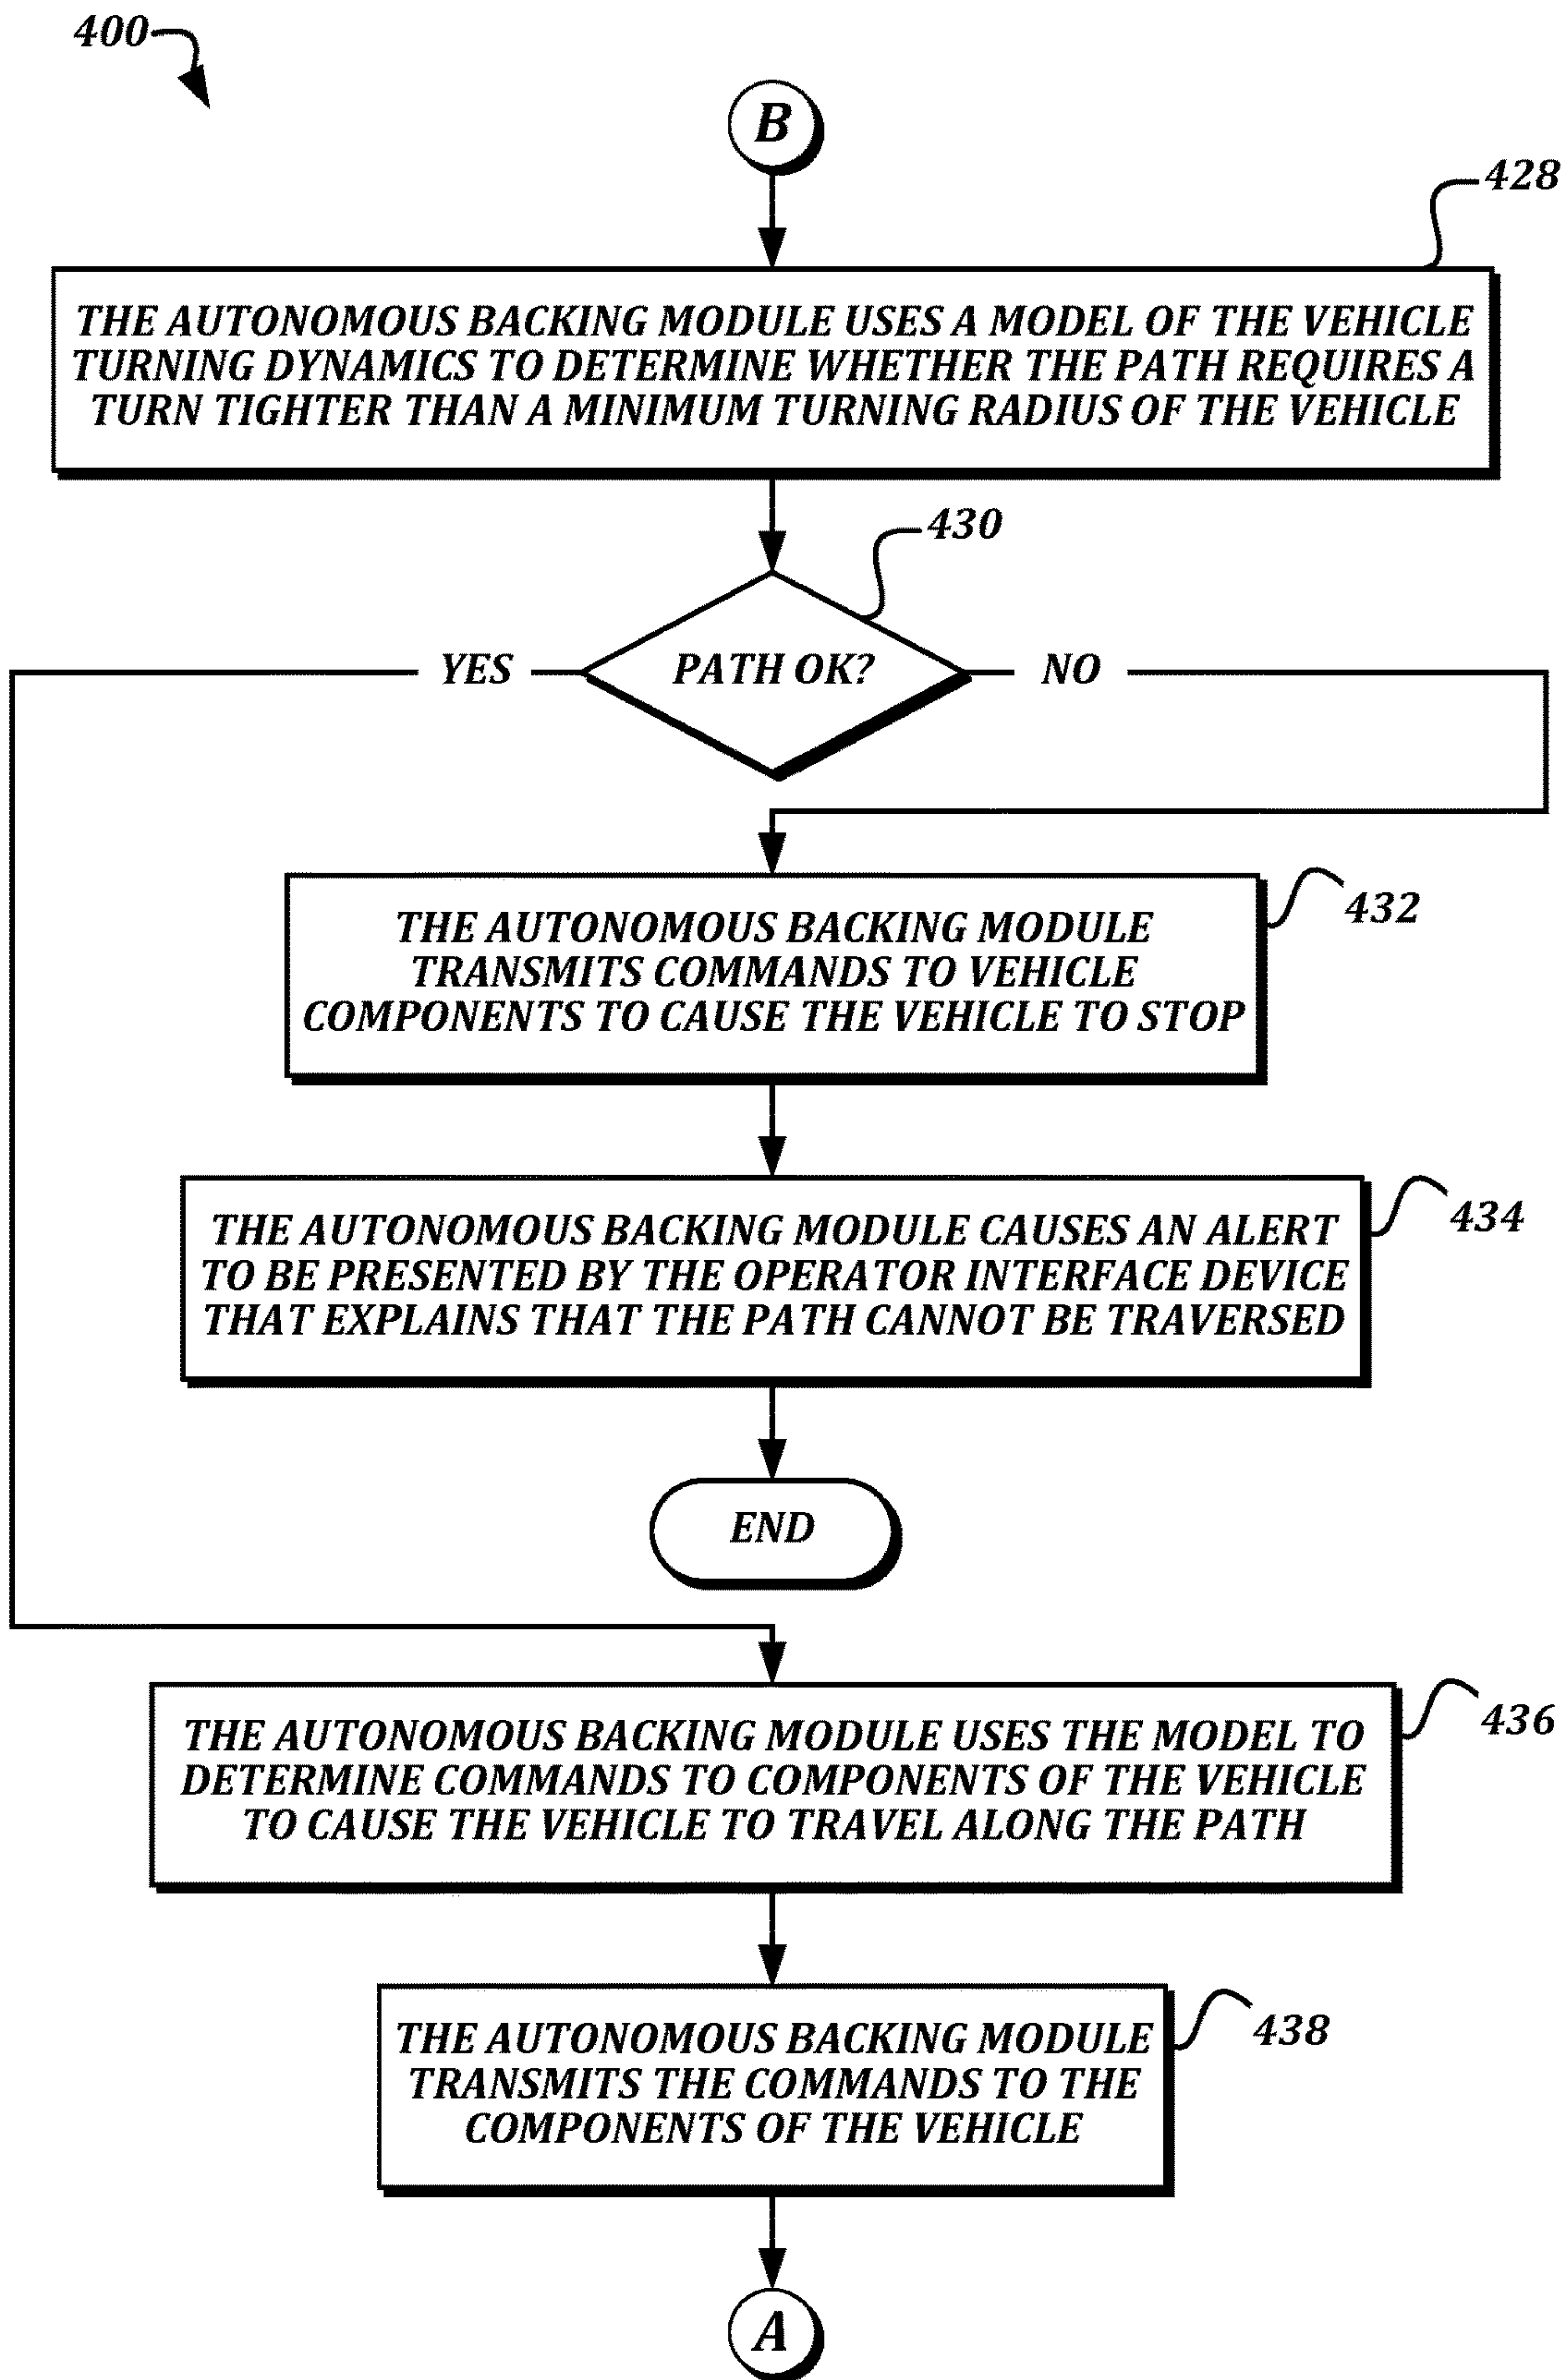 400
B
428
THE AUTONOMOUS BACKING MODULE USES A MODEL OF THE VEHICLE
TURNING DYNAMICS TO DETERMINE WHETHER THE PATH REQUIRES A
TURN TIGHTER THAN A MINIMUM TURNING RADIUS OF THE VEHICLE
430
YES
PATH OK?
NO
432
THE AUTONOMOUS BACKING MODULE
TRANSMITS COMMANDS TO VEHICLE
COMPONENTS TO CAUSE THE VEHICLE TO STOP
434
THE AUTONOMOUS BACKING MODULE CAUSES AN ALERT
TO BE PRESENTED BY THE OPERATOR INTERFACE DEVICE
THAT EXPLAINS THAT THE PATH CANNOT BE TRAVERSED
END
436
THE AUTONOMOUS BACKING MODULE USES THE MODEL TO
DETERMINE COMMANDS TO COMPONENTS OF THE VEHICLE
TO CAUSE THE VEHICLE TO TRAVEL ALONG THE PATH
438
THE AUTONOMOUS BACKING MODULE
TRANSMITS THE COMMANDS TO THE
COMPONENTS OF THE VEHICLE
A